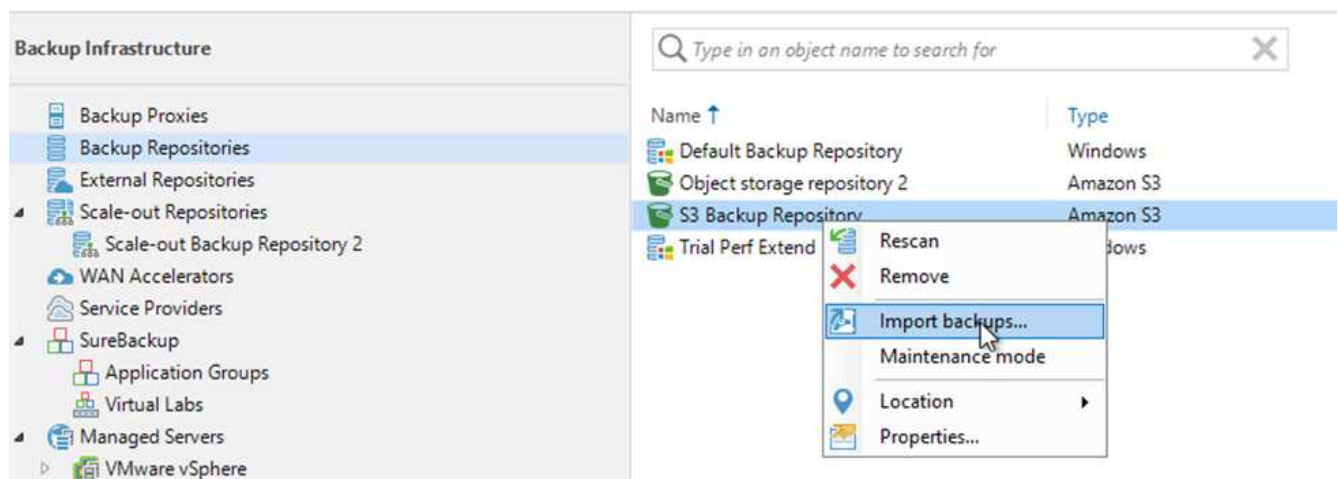 Backup Infrastructure
Backup Proxies
Backup Repositories
External Repositories
Scale-out Repositories
Scale-out Backup Repository 2
WAN Accelerators
Service Providers
SureBackup
Application Groups
Virtual Labs
Managed Servers
VMware vSphere
Type in an object name to search for
Name Type
Default Backup Repository Windows
Object storage repository 2 Amazon S3
S3 Backup Repository Amazon S3
Trial Perf Extend
Rescan
Remove
Import backups...
Maintenance mode
Location
Properties...